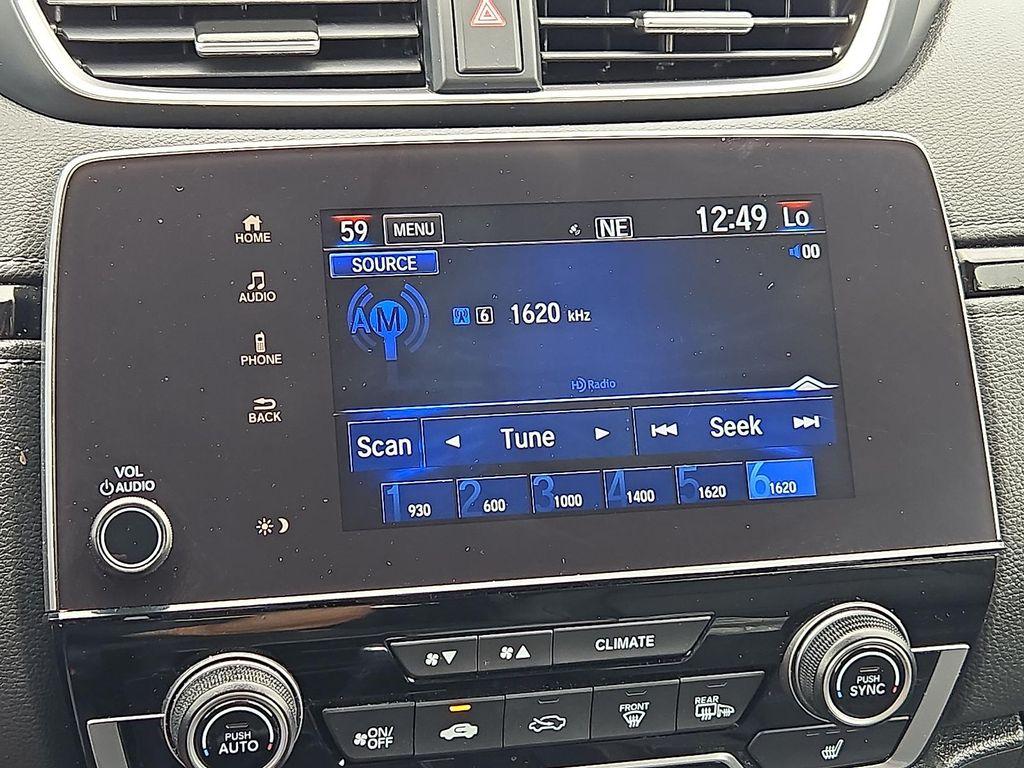 59 MENU NE 12:49 Lo
SOURCE 00
HOME
AUDIO
PHONE
BACK
AM 6 1620 kHz
HD Radio
Scan Tune Seek
1 930 2 600 3 1000 4 1400 5 1620 6 1620
VOL
AUDIO
CLIMATE
PUSH
AUTO
ON/
OFF
FRONT
REAR
PUSH
SYNC